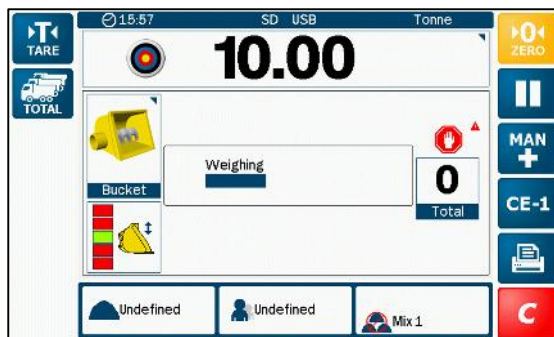 15:57 SD USB Tonne
TARE
TOTAL
10.00
0
ZERO
MAN
CE-1
C
Bucket
Weighing
0
Total
Undefined
Undefined
Mix 1